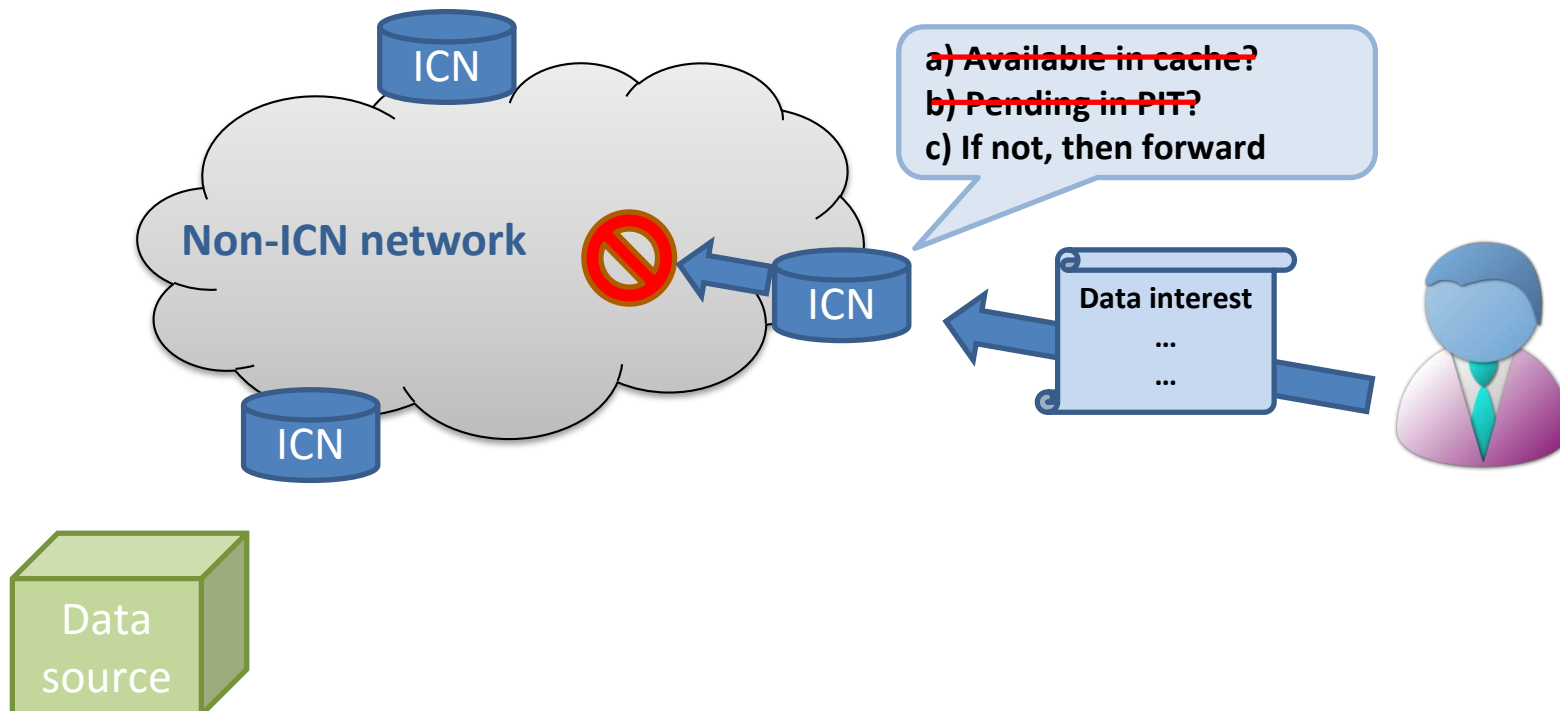 ICN
a) Available in cache?
b) Pending in PIT?
c) If not, then forward
Non-ICN network
ICN
Data interest
...
...
ICN
Data
source